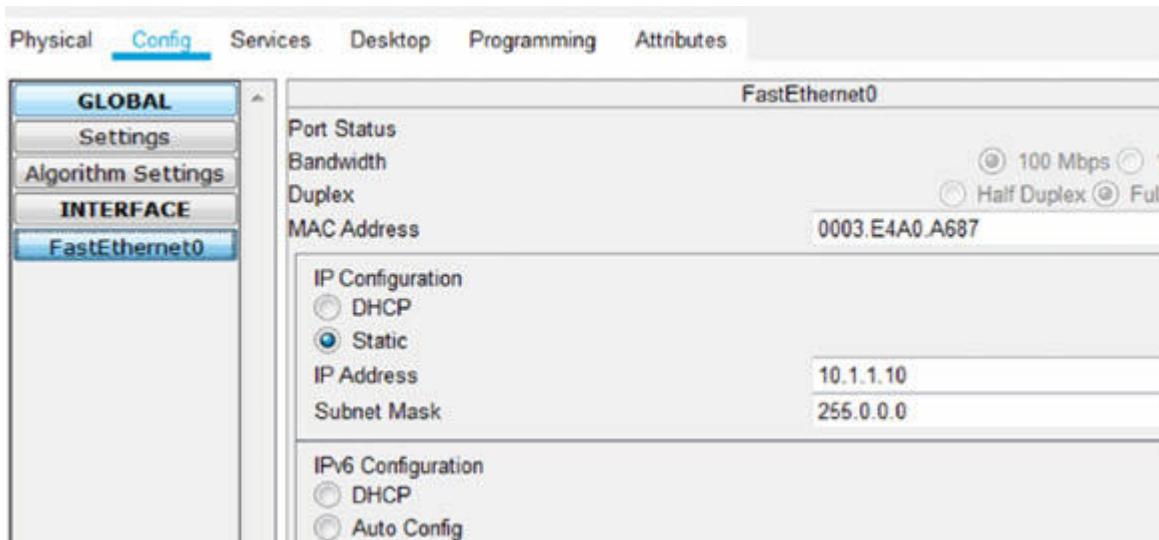 Physical Config Services Desktop Programming Attributes
GLOBAL
Settings
Algorithm Settings
INTERFACE
FastEthernet0
FastEthernet0
Port Status
Bandwidth 100 Mbps
Duplex Half Duplex
MAC Address 0003.E4A0.A687
IP Configuration
DHCP
Static
IP Address 10.1.1.10
Subnet Mask 255.0.0.0
IPv6 Configuration
DHCP
Auto Config